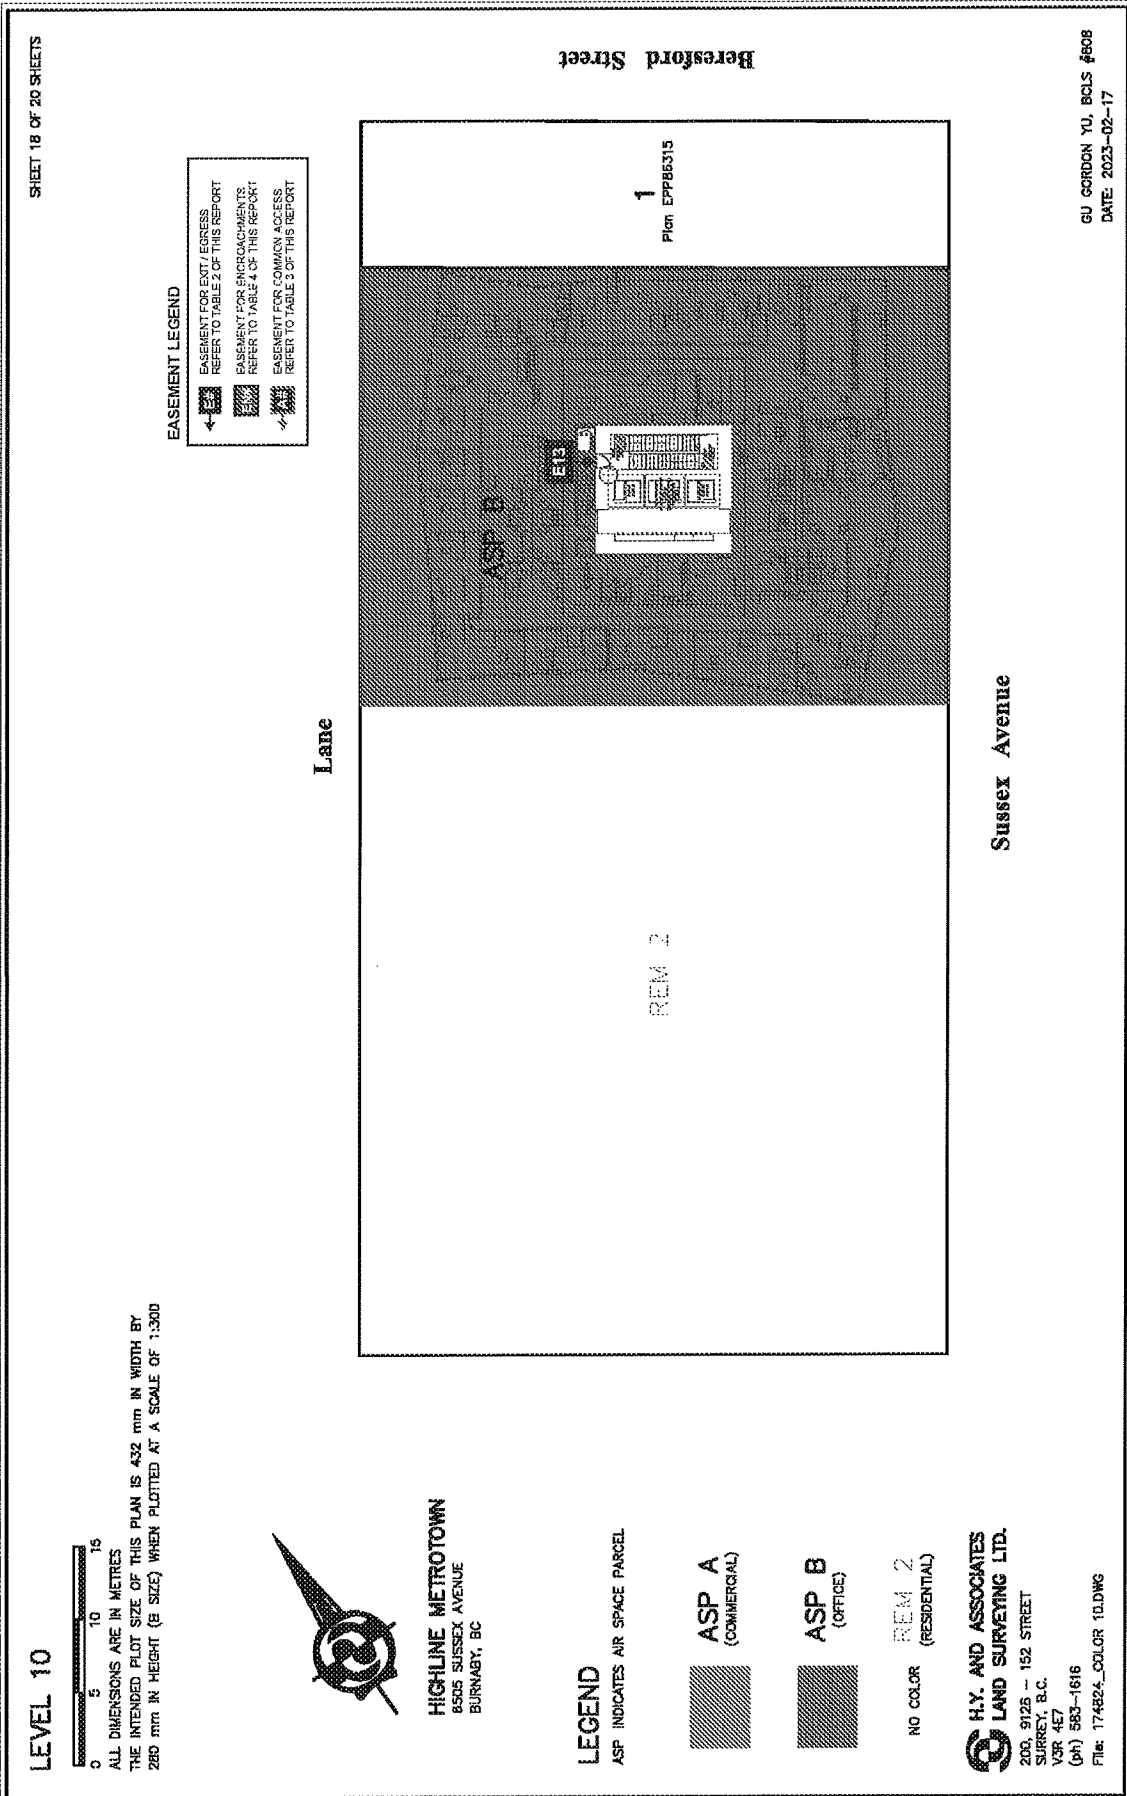 SHEET 18 OF 20 SHEETS
LEVEL 10
0 5 10 15
ALL DIMENSIONS ARE IN METRES
THE INTENDED PLOT SIZE OF THIS PLAN IS 432 mm IN WIDTH BY
280 mm IN HEIGHT (B SIZE) WHEN PLOTTED AT A SCALE OF 1:300
EASEMENT LEGEND
E#
EASEMENT FOR EXIT / EGRESS
REFER TO TABLE 2 OF THIS REPORT
EASEMENT FOR ENCROACHMENTS
REFER TO TABLE 4 OF THIS REPORT
EASEMENT FOR COMMON ACCESS
REFER TO TABLE 3 OF THIS REPORT
Lane
Beresford Street
1
Plan EPP86315
E13
ASP B
REM 2
Sussex Avenue
HIGHLINE METROTOWN
6505 SUSSEX AVENUE
BURNABY, BC
LEGEND
ASP INDICATES AIR SPACE PARCEL
ASP A
(COMMERCIAL)
ASP B
(OFFICE)
NO COLOR REM 2
(RESIDENTIAL)
H.Y. AND ASSOCIATES
LAND SURVEYING LTD.
200, 9128 - 152 STREET
SURREY, B.C.
V3R 4E7
(ph) 583-1616
File: 174824_COLOR 10.DWG
GU GORDON YU, BCLS #808
DATE: 2023-02-17